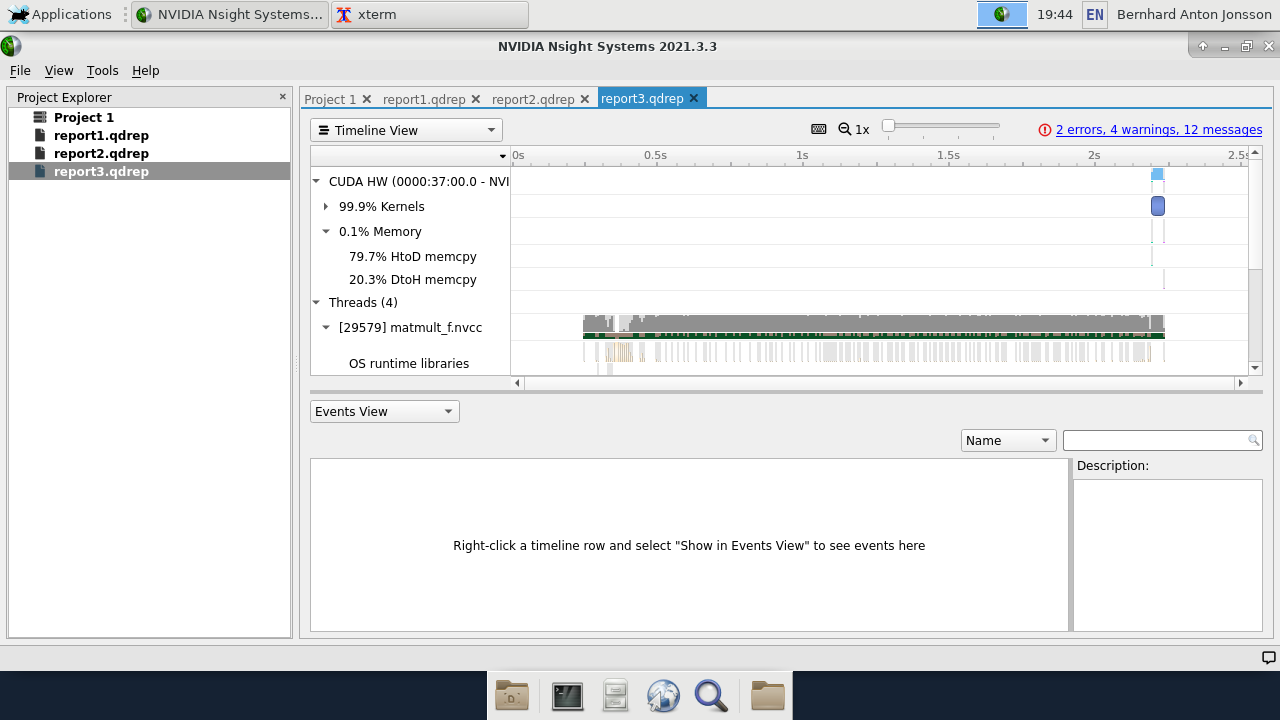 Applications
NVIDIA Nsight Systems...
xterm
19:44
EN
Bernhard Anton Jonsson
NVIDIA Nsight Systems 2021.3.3
File View Tools Help
Project Explorer
Project 1
report1.qdrep
report2.qdrep
report3.qdrep
Project 1
report1.qdrep
report2.qdrep
report3.qdrep
Timeline View
1x
2 errors, 4 warnings, 12 messages
0s 0.5s 1s 1.5s 2s 2.5s
CUDA HW (0000:37:00.0 - NVI
99.9% Kernels
0.1% Memory
79.7% HtoD memcpy
20.3% DtoH memcpy
Threads (4)
[29579] matmult_f.nvcc
OS runtime libraries
Events View
Name
Description:
Right-click a timeline row and select "Show in Events View" to see events here